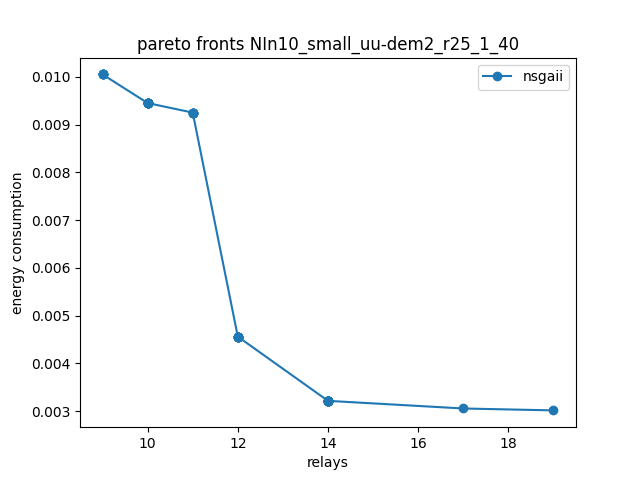 pareto fronts NIn10_small_uu-dem2_r25_1_40
nsgaii
0.010
0.009
0.008
0.007
0.006
0.005
0.004
0.003
energy consumption
10 12 14 16 18
relays